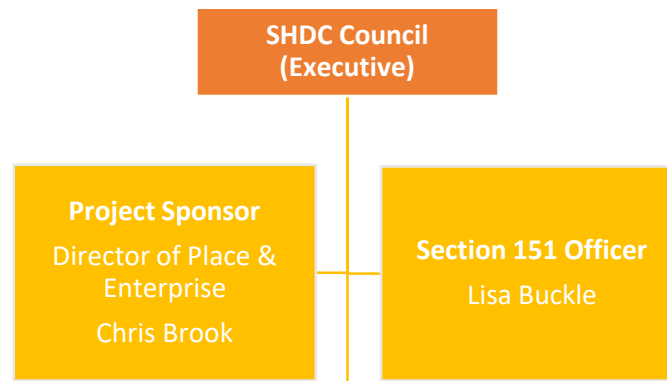 SHDC Council
(Executive)
Project Sponsor
Director of Place &
Enterprise
Chris Brook
Section 151 Officer
Lisa Buckle